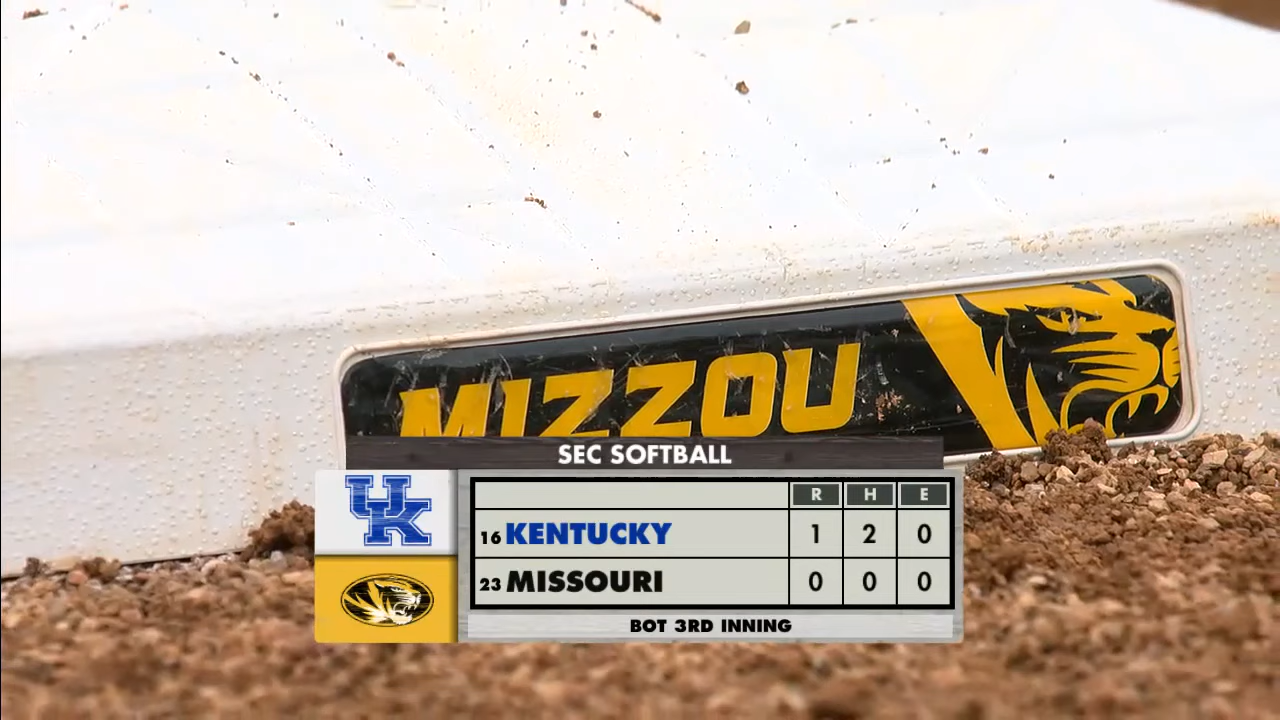 MIZZOU
SEC SOFTBALL
R H E
UK
16 KENTUCKY 1 2 0
23 MISSOURI 0 0 0
BOT 3RD INNING